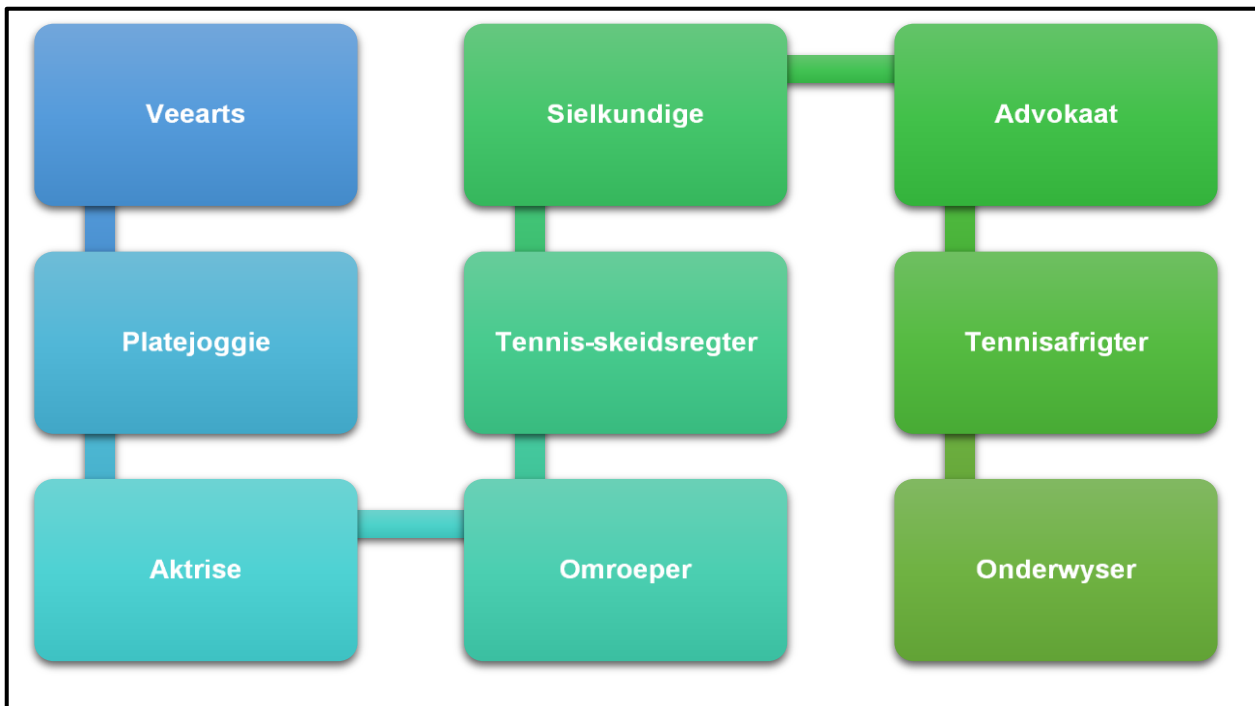 Veearts
Platejoggie
Aktrise
Omroeper
Tennis-skeidsregter
Sielkundige
Advokaat
Tennisafrigter
Onderwyser